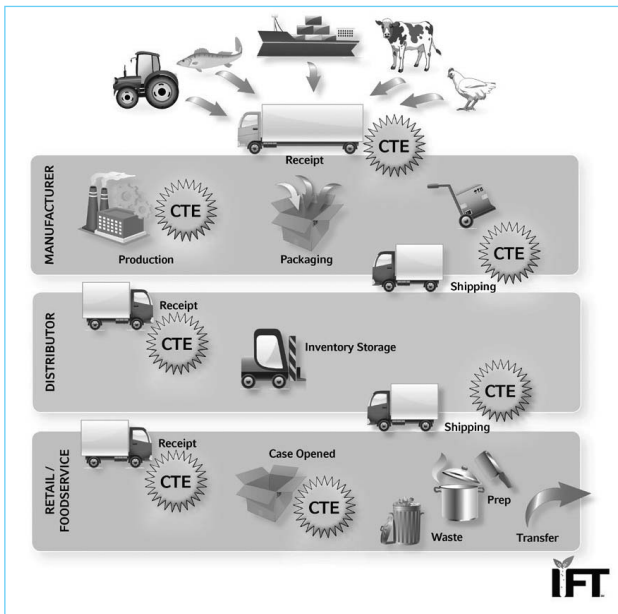 CTE
Receipt
MANUFACTURER
CTE
Production
Packaging
CTE
Shipping
DISTRIBUTOR
Receipt
CTE
Inventory Storage
CTE
Shipping
RETAIL /
FOODSERVICE
Receipt
CTE
Case Opened
CTE
Waste
Prep
Transfer
IFT